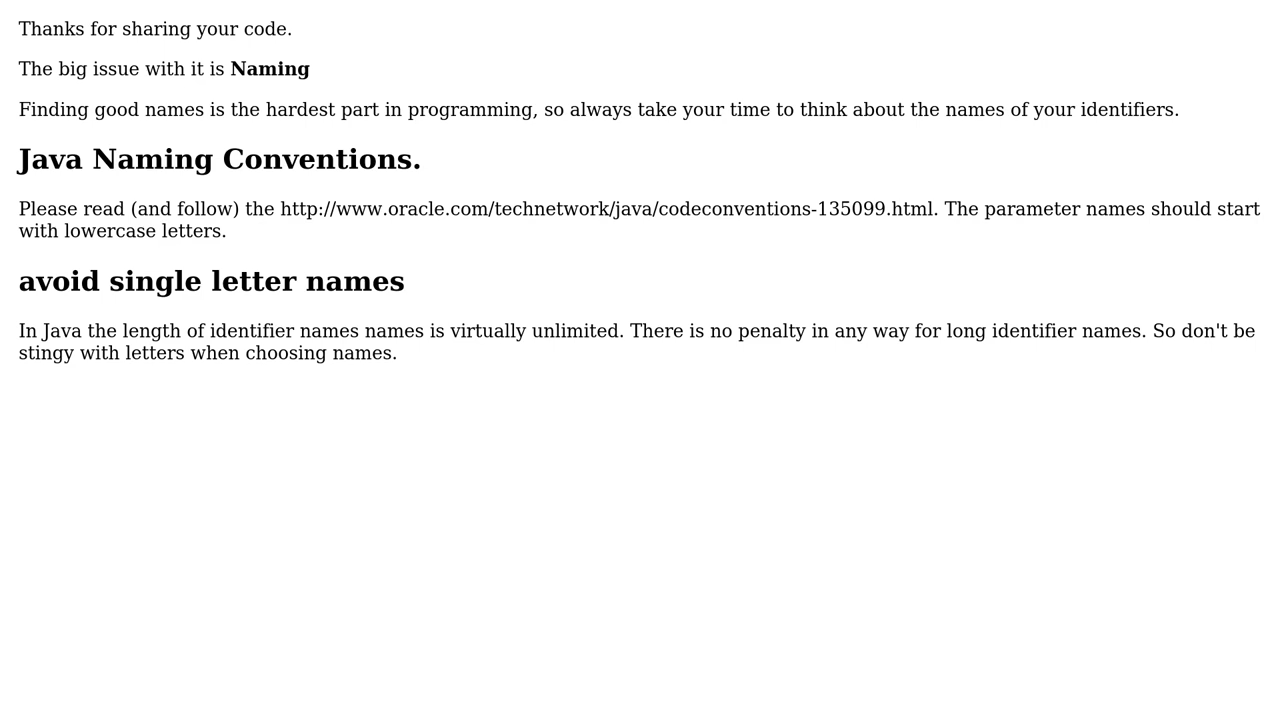 Thanks for sharing your code.
The big issue with it is Naming
Finding good names is the hardest part in programming, so always take your time to think about the names of your identifiers.
Java Naming Conventions.
Please read (and follow) the http://www.oracle.com/technetwork/java/codeconventions-135099.html. The parameter names should start
with lowercase letters.
avoid single letter names
In Java the length of identifier names names is virtually unlimited. There is no penalty in any way for long identifier names. So don't be
stingy with letters when choosing names.